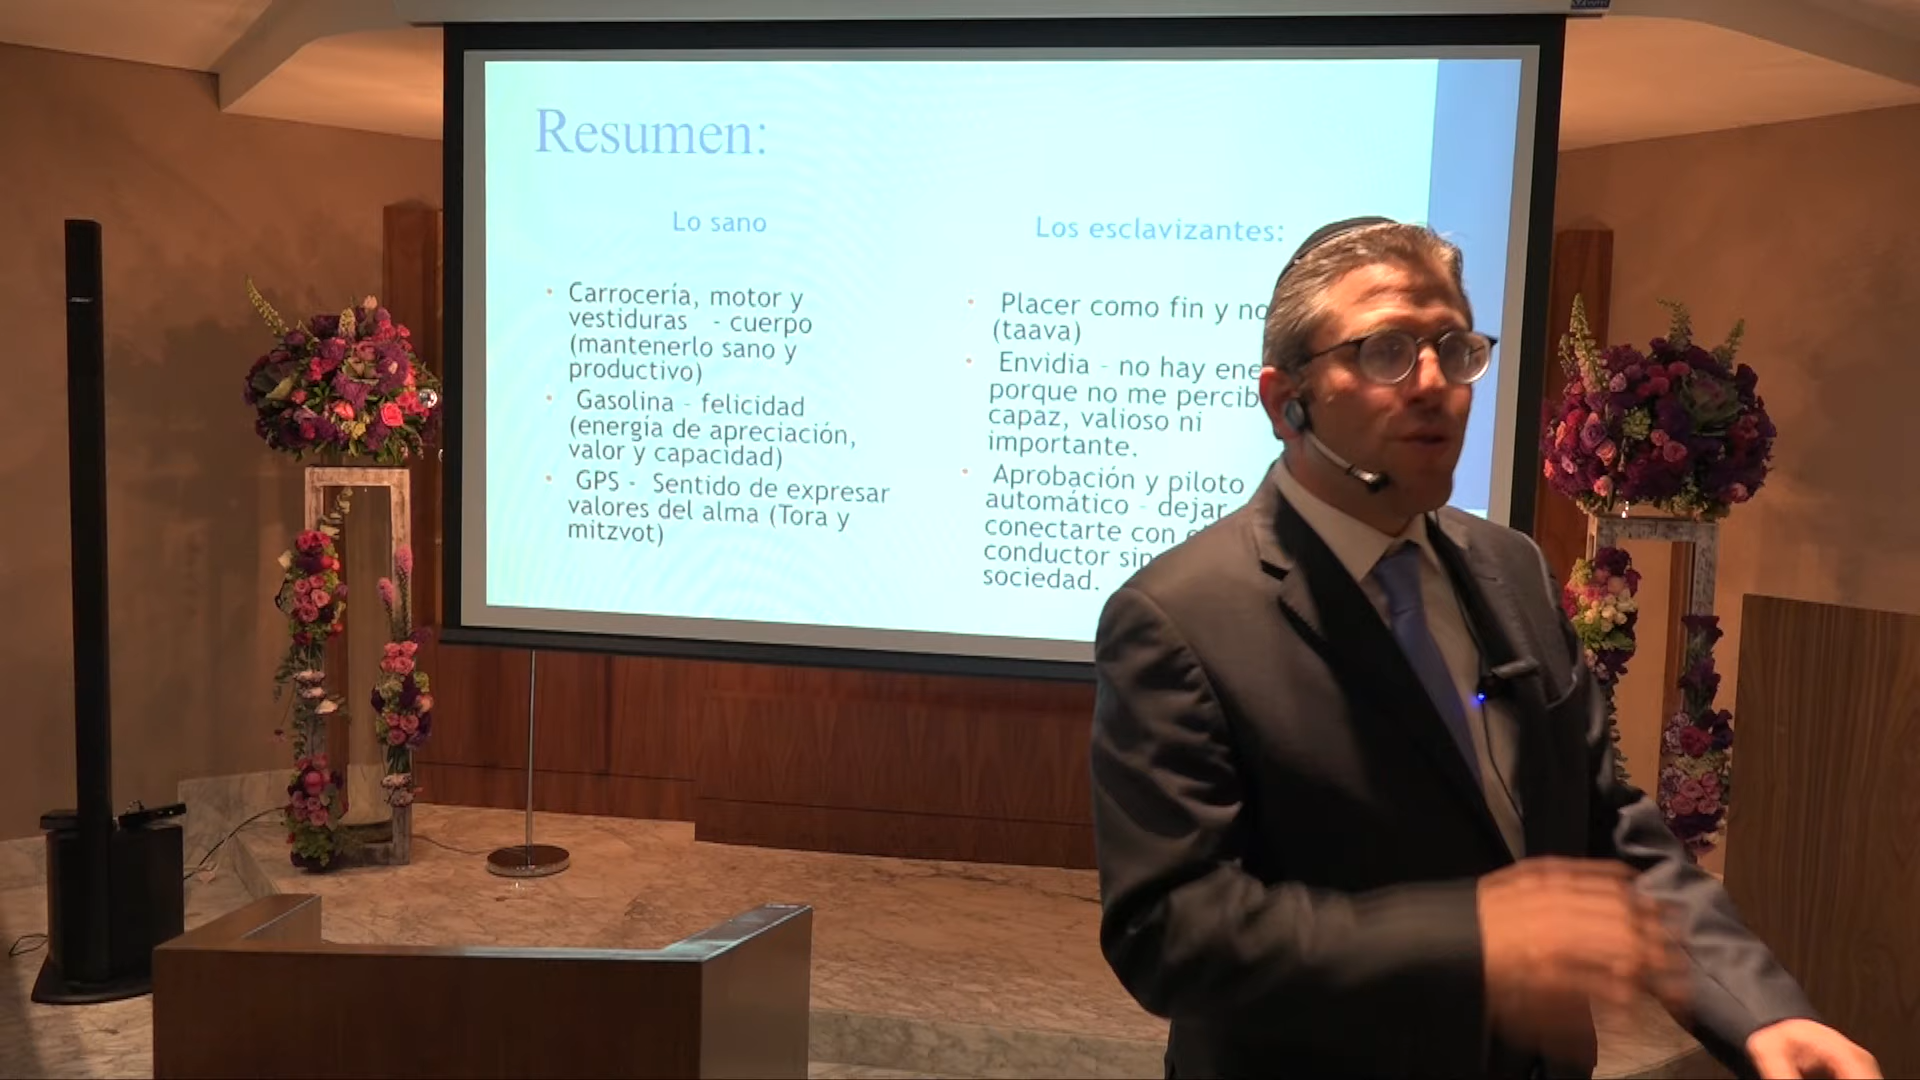 Resumen:
Lo sano
Carrocería, motor y
vestiduras - cuerpo
(mantenerlo sano y
productivo)
Gasolina - felicidad
(energía de apreciación,
valor y capacidad)
GPS - Sentido de expresar
valores del alma (Tora y
mitzvot)
Los esclavizantes:
Placer como fin y no
(taava)
Envidia - no hay
porque no me
capaz, valioso ni
importante.
Aprobación y piloto
automático - dejar
conectarte con
conductor
sociedad.